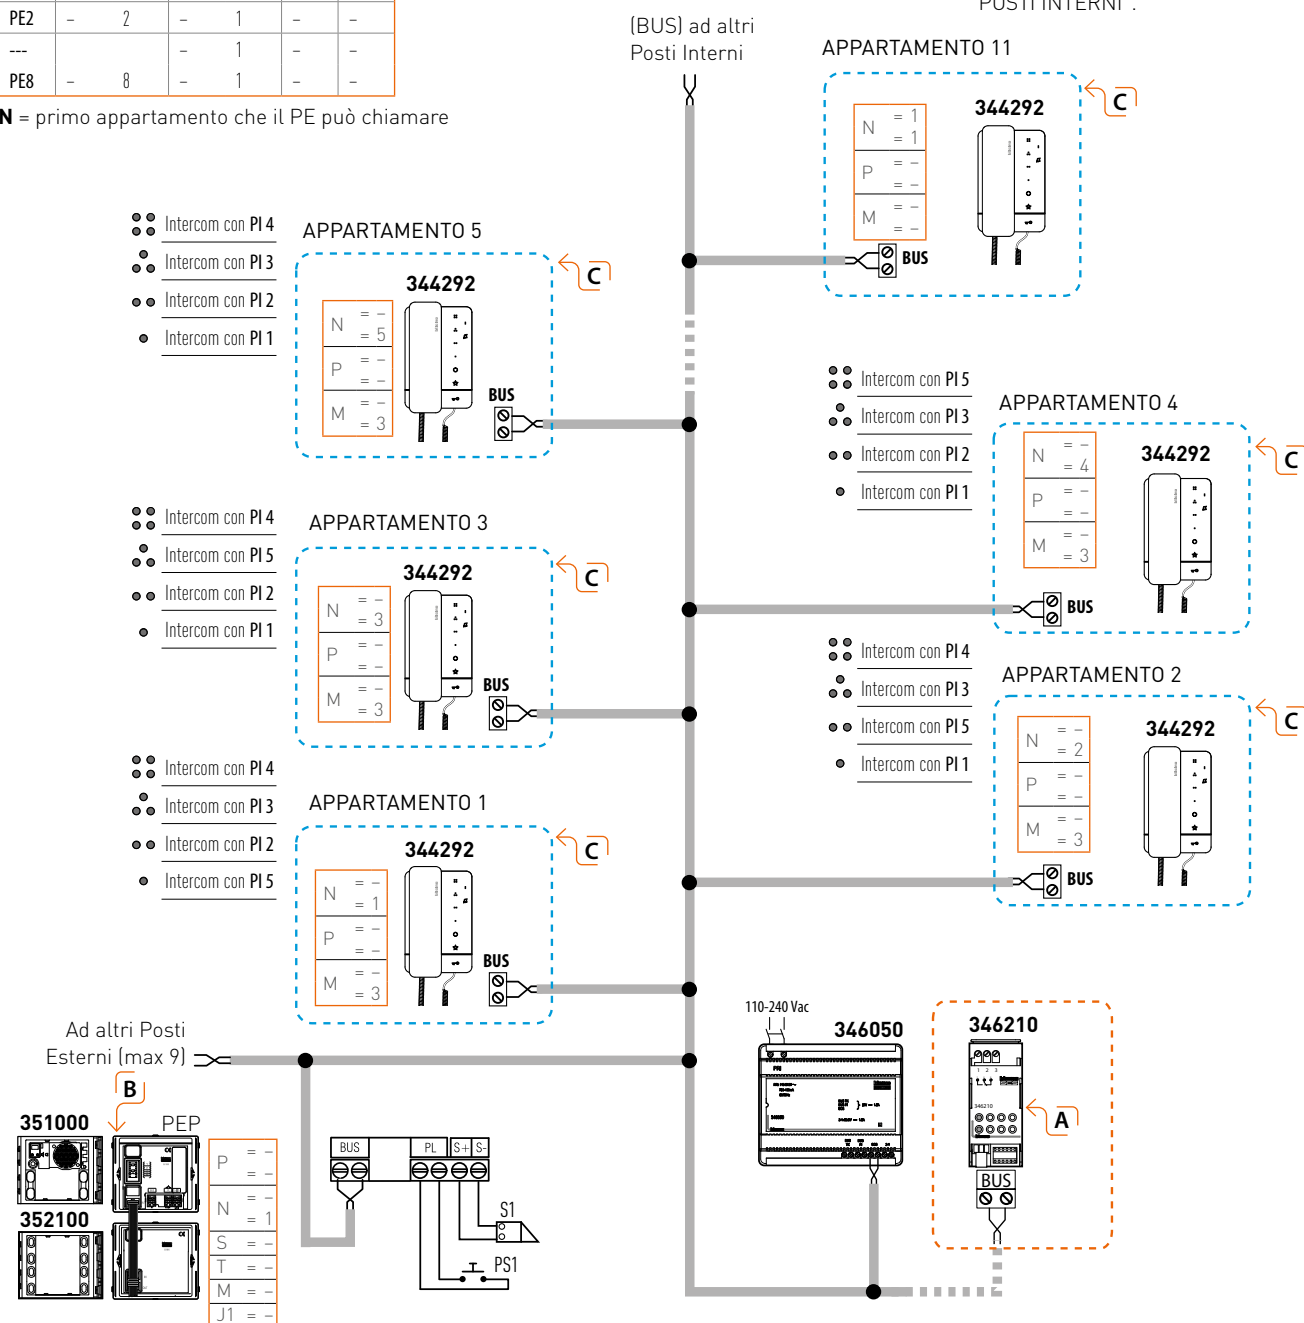 POSTI INTERNI".
PE2 – 2 – 1 – –
--- – 1 – –
PE8 – 8 – 1 – –
N = primo appartamento che il PE può chiamare
(BUS) ad altri
Posti Interni
APPARTAMENTO 11
C
344292
N = 1
= 1
P = –
= –
M = –
= –
BUS
Intercom con PI 4
Intercom con PI 3
Intercom con PI 2
Intercom con PI 1
APPARTAMENTO 5
C
344292
N = –
= 5
P = –
= –
M = –
= 3
BUS
Intercom con PI 5
Intercom con PI 3
Intercom con PI 2
Intercom con PI 1
APPARTAMENTO 4
C
344292
N = –
= 4
P = –
= –
M = –
= 3
BUS
Intercom con PI 4
Intercom con PI 5
Intercom con PI 2
Intercom con PI 1
APPARTAMENTO 3
C
344292
N = –
= 3
P = –
= –
M = –
= 3
BUS
Intercom con PI 4
Intercom con PI 3
Intercom con PI 5
Intercom con PI 1
APPARTAMENTO 2
C
344292
N = –
= 2
P = –
= –
M = –
= 3
BUS
Intercom con PI 4
Intercom con PI 3
Intercom con PI 2
Intercom con PI 5
APPARTAMENTO 1
C
344292
N = –
= 1
P = –
= –
M = –
= 3
BUS
Ad altri Posti
Esterni (max 9)
B
351000
PEP
352100
P = –
= –
N = –
= 1
S = –
T = –
M = –
J1 = –
BUS PL S+ S-
S1
PS1
110-240 Vac
346050
346210
1 2 3
346210
A
BUS